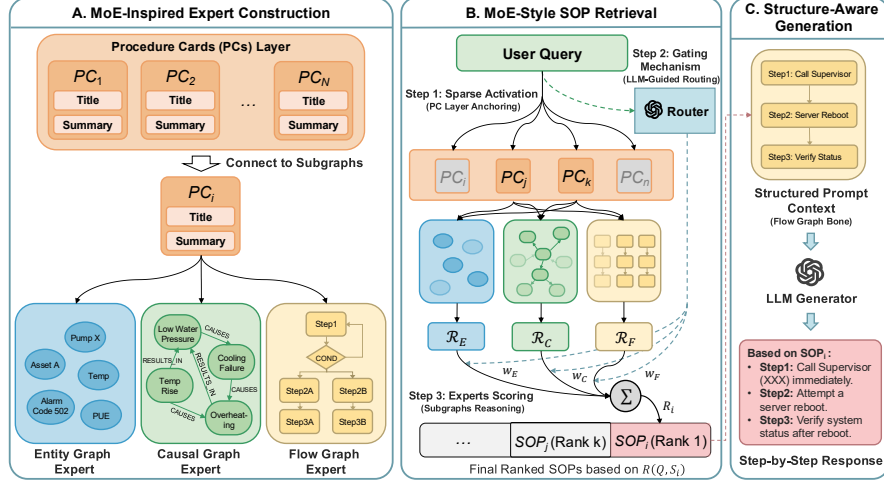 A. MoE-Inspired Expert Construction
Procedure Cards (PCs) Layer
PC1
Title
Summary
PC2
Title
Summary
...
PCN
Title
Summary
Connect to Subgraphs
PCi
Title
Summary
Pump X
Asset A
Temp
Alarm
Code 502
PUE
Entity Graph
Expert
Low Water
Pressure
CAUSES
Cooling
Failure
RESULTS_IN
RESULTS_IN
Temp
Rise
CAUSES
CAUSES
Overheat-
ing
Causal Graph
Expert
Step1
COND
Step2A
Step2B
Step3A
Step3B
Flow Graph
Expert
B. MoE-Style SOP Retrieval
User Query
Step 2: Gating
Mechanism
(LLM-Guided Routing)
Router
Step 1: Sparse Activation
(PC Layer Anchoring)
PCi
PCj
PCk
PCn
RE
RC
RF
wE
wC
wF
Step 3: Experts Scoring
(Subgraphs Reasoning)
Σ
Ri
...
SOPj(Rank k)
SOPi(Rank 1)
Final Ranked SOPs based on R(Q, Si)
C. Structure-Aware
Generation
Step1: Call Supervisor
Step2: Server Reboot
Step3: Verify Status
Structured Prompt
Context
(Flow Graph Bone)
LLM Generator
Based on SOPi :
• Step1: Call Supervisor
(XXX) immediately.
• Step2: Attempt a
server reboot.
• Step3: Verify system
status after reboot.
Step-by-Step Response